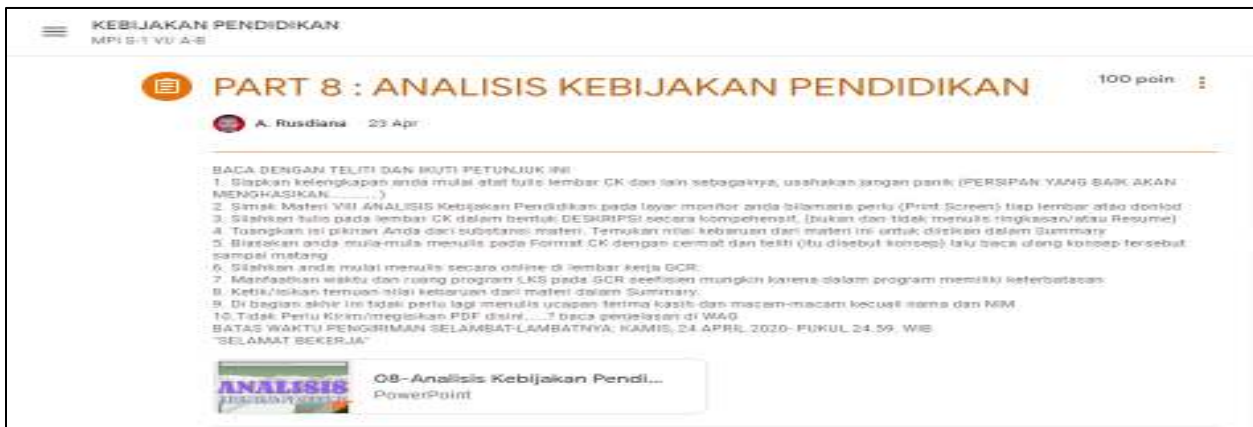 KEBIJAKAN PENDIDIKAN
MPI S-1 VI/ A-B
PART 8 : ANALISIS KEBIJAKAN PENDIDIKAN
100 poin
A. Rusdiana 23 Apr
BACA DENGAN TELITI DAN IKUTI PETUNJUK INI
1. Siapkan kelengkapan anda mulai alat tulis lembar CK dan lain sebagainya, usahakan jangan panik (PERSIPAN YANG BAIK AKAN
MENGHASIKAN..........)
2. Simak Materi VIII ANALISIS Kebijakan Pendidikan pada layar monitor anda bilamana perlu (Print Screen) tiap lembar atau donlod
3. Silahkan tulis pada lembar CK dalam bentuk DESKRIPSI secara kompehensif, (bukan dan tidak menulis ringkasan/atau Resume)
4. Tuangkan isi pikiran Anda dari substansi materi. Temukan nilai kebaruan dari materi ini untuk diisikan dalam Summary
5. Biasakan anda mula-mula menulis pada Format CK dengan cermat dan teliti (itu disebut konsep) lalu baca ulang konsep tersebut
sampai matang
6. Silahkan anda mulai menulis secara online di lembar kerja GCR;
7. Manfaatkan waktu dan ruang program LKS pada GCR seefisien mungkin karena dalam program memiliki keterbatasan
8. Ketik/isikan temuan nilai kebaruan dari materi dalam Summary.
9. Di bagian akhir ini tidak perlu lagi menulis ucapan terima kasih dan macam-macam kecuali nama dan NIM
10. Tidak Perlu Kirim/megisikan PDF disini.....? baca penjelasan di WAG
BATAS WAKTU PENGIRIMAN SELAMBAT-LAMBATNYA: KAMIS, 24 APRIL 2020- PUKUL 24.59. WIB
"SELAMAT BEKERJA"
ANALISIS
08-Analisis Kebijakan Pendi...
PowerPoint